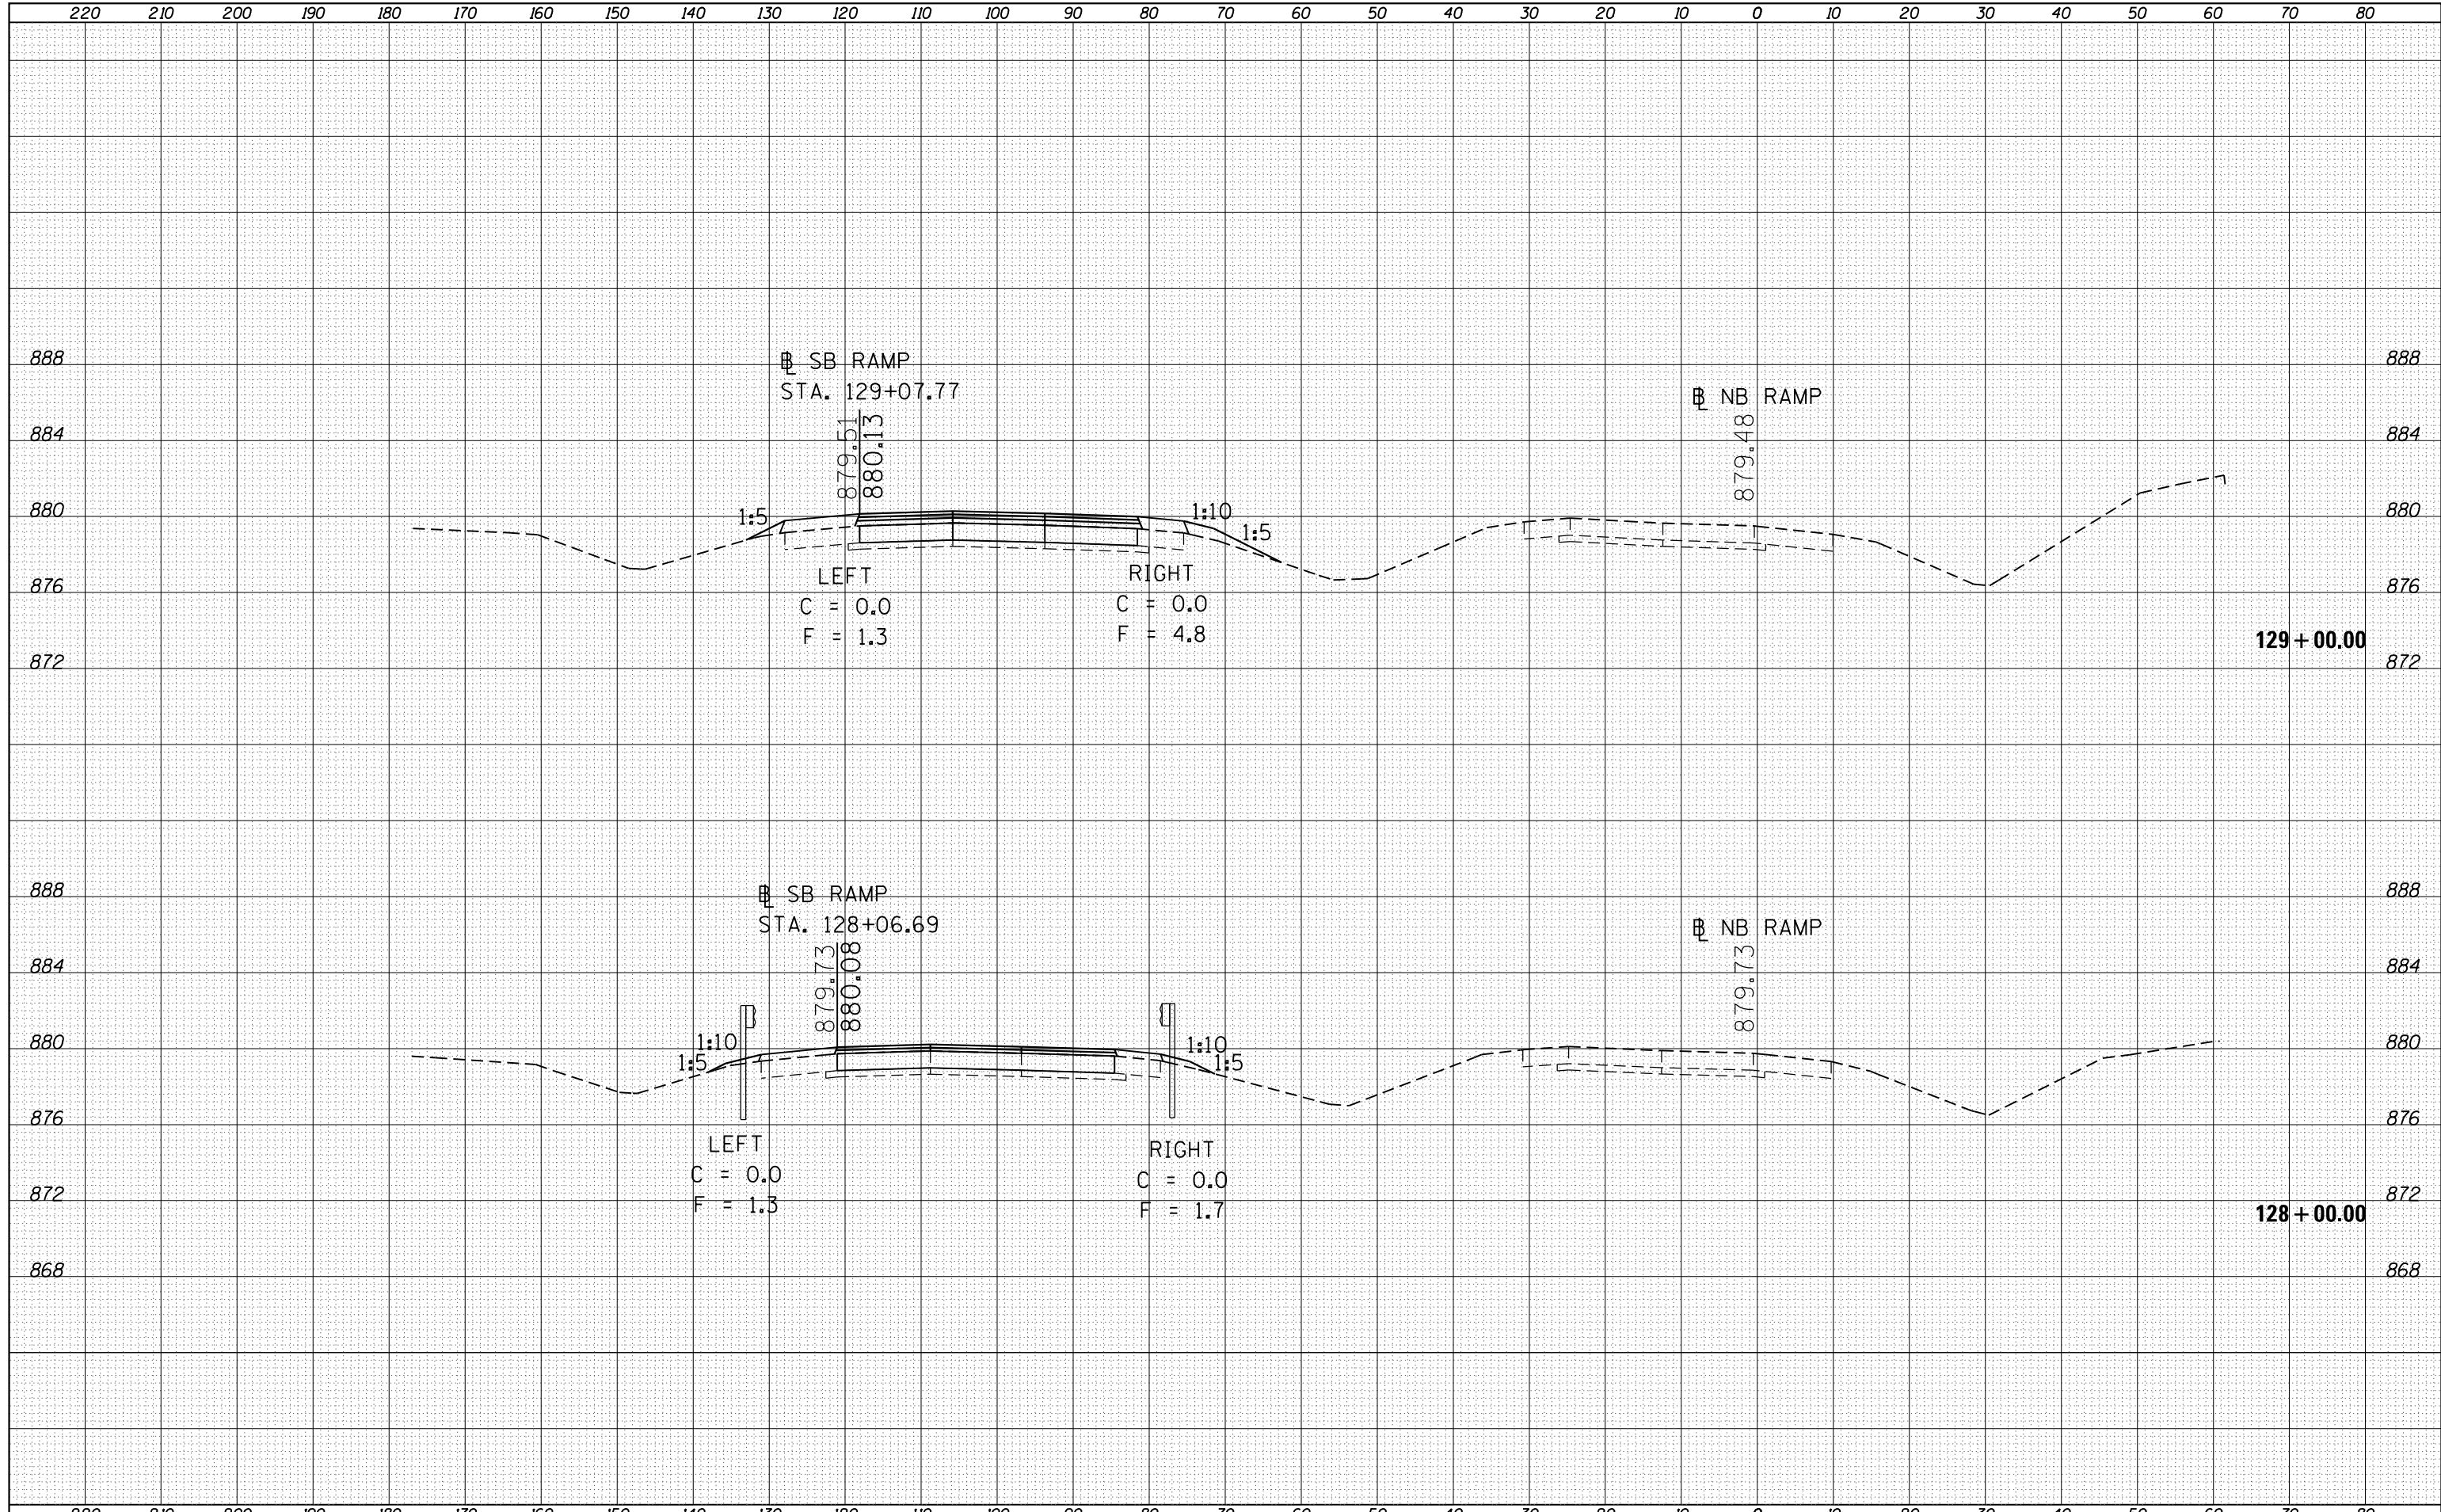 220 210 200 190 180 170 160 150 140 130 120 110 100 90 80 70 60 50 40 30 20 10 0 10 20 30 40 50 60 70 80
888 888
℄ SB RAMP
STA. 129+07.77
℄ NB RAMP
884 884
879.51
880.13
879.48
880 880
1:5
1:10
1:5
876 876
LEFT
C = 0.0
F = 1.3
RIGHT
C = 0.0
F = 4.8
129+00.00
872 872
888 888
℄ SB RAMP
STA. 128+06.69
℄ NB RAMP
884 884
879.73
880.08
879.73
880 880
1:10
1:5
1:10
1:5
876 876
LEFT
C = 0.0
F = 1.3
RIGHT
C = 0.0
F = 1.7
872 872
128+00.00
868 868